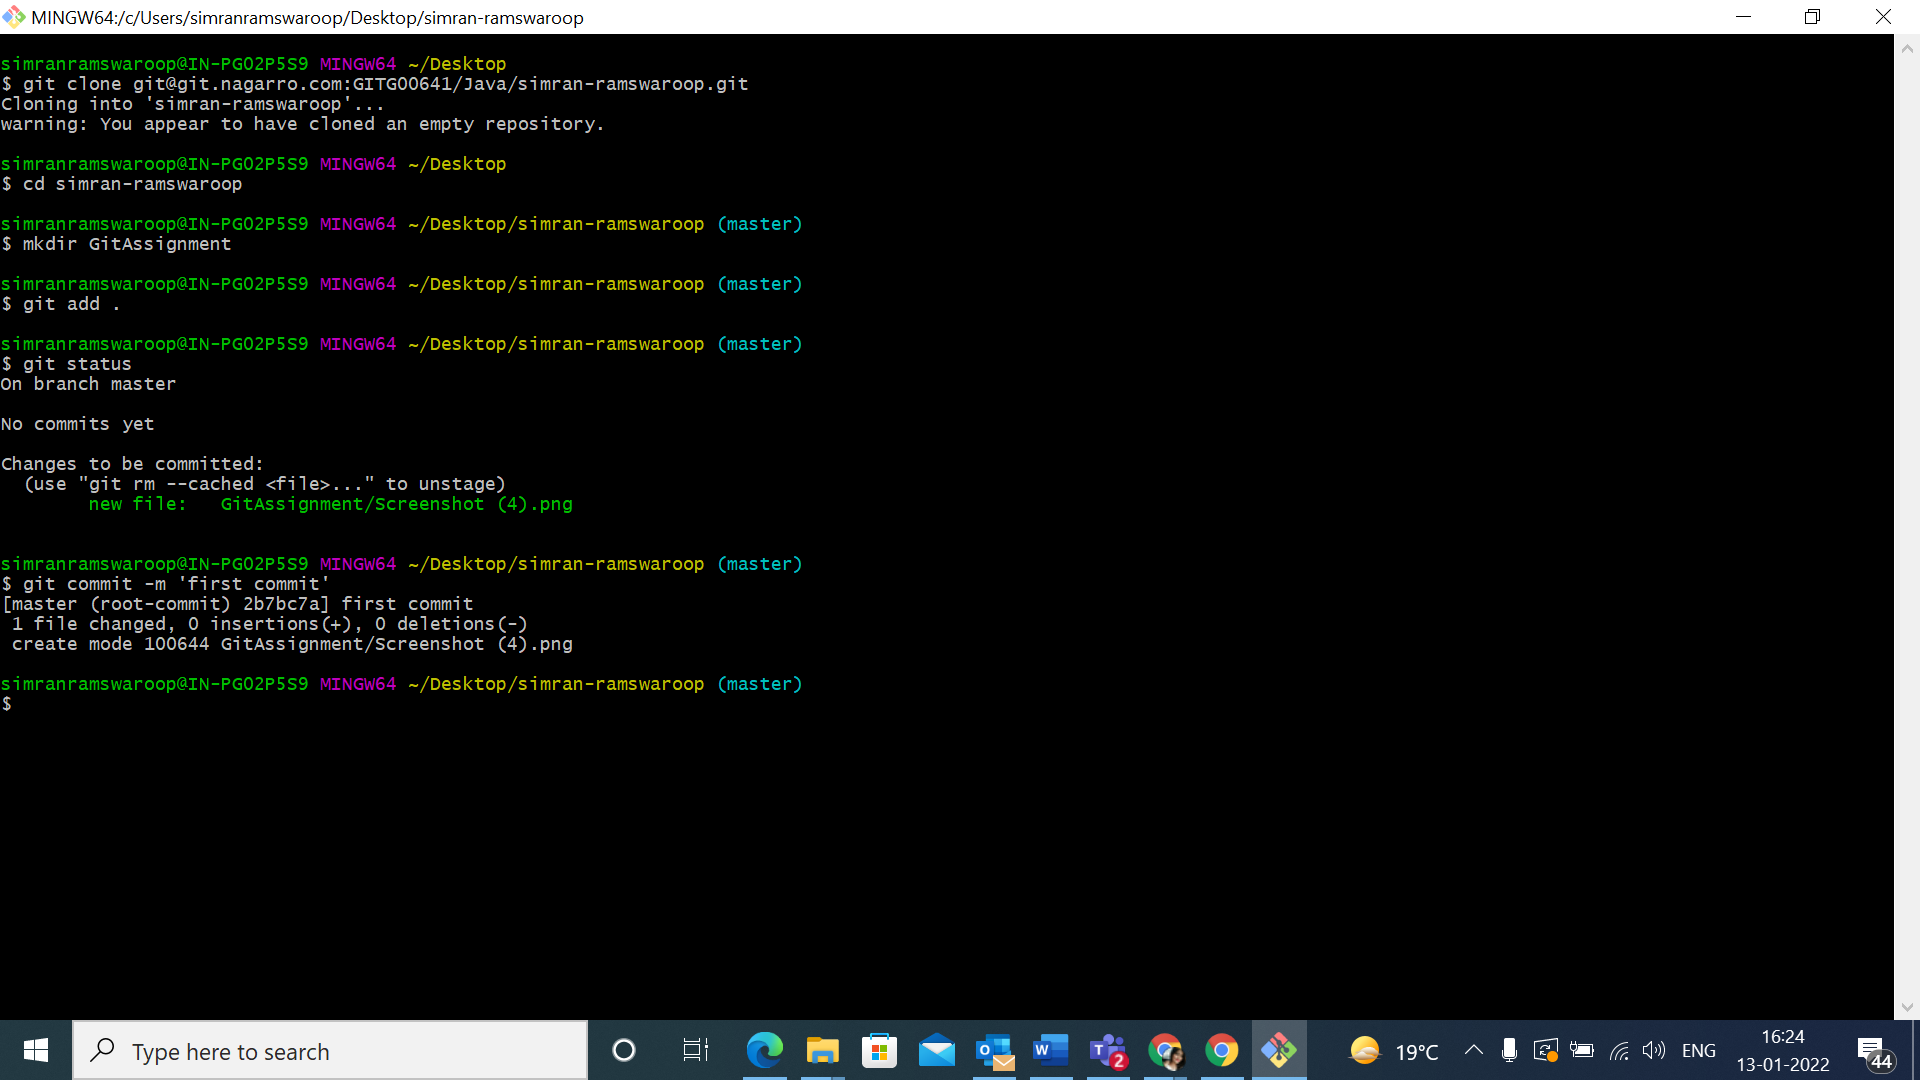 MINGW64:/c/Users/simranramswaroop/Desktop/simran-ramswaroop
simranramswaroop@IN-PG02P5S9 MINGW64 ~/Desktop
$ git clone git@git.nagarro.com:GITG00641/Java/simran-ramswaroop.git
Cloning into 'simran-ramswaroop'...
warning: You appear to have cloned an empty repository.
simranramswaroop@IN-PG02P5S9 MINGW64 ~/Desktop
$ cd simran-ramswaroop
simranramswaroop@IN-PG02P5S9 MINGW64 ~/Desktop/simran-ramswaroop (master)
$ mkdir GitAssignment
simranramswaroop@IN-PG02P5S9 MINGW64 ~/Desktop/simran-ramswaroop (master)
$ git add .
simranramswaroop@IN-PG02P5S9 MINGW64 ~/Desktop/simran-ramswaroop (master)
$ git status
On branch master
No commits yet
Changes to be committed:
  (use "git rm --cached <file>..." to unstage)
        new file:   GitAssignment/Screenshot (4).png
simranramswaroop@IN-PG02P5S9 MINGW64 ~/Desktop/simran-ramswaroop (master)
$ git commit -m 'first commit'
[master (root-commit) 2b7bc7a] first commit
 1 file changed, 0 insertions(+), 0 deletions(-)
 create mode 100644 GitAssignment/Screenshot (4).png
simranramswaroop@IN-PG02P5S9 MINGW64 ~/Desktop/simran-ramswaroop (master)
$
Type here to search
2
19°C
ENG
16:24
13-01-2022
44